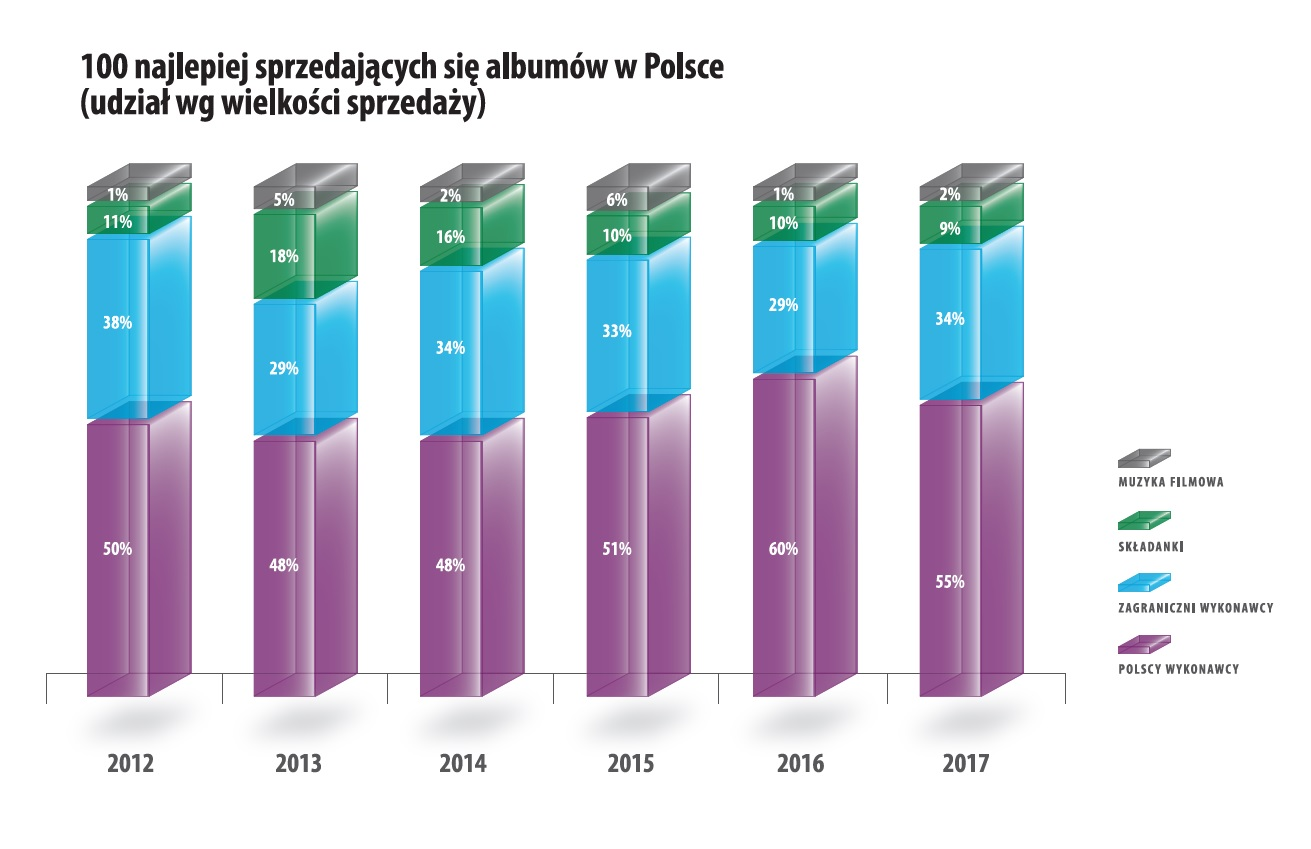 100 najlepiej sprzedających się albumów w Polsce
(udział wg wielkości sprzedaży)
1% 5% 2% 6% 1% 2%
11% 18% 16% 10% 10% 9%
38% 29% 34% 33% 29% 34%
50% 48% 48% 51% 60% 55%
MUZYKA FILMOWA
SKŁADANKI
ZAGRANICZNI WYKONAWCY
POLSCY WYKONAWCY
2012 2013 2014 2015 2016 2017